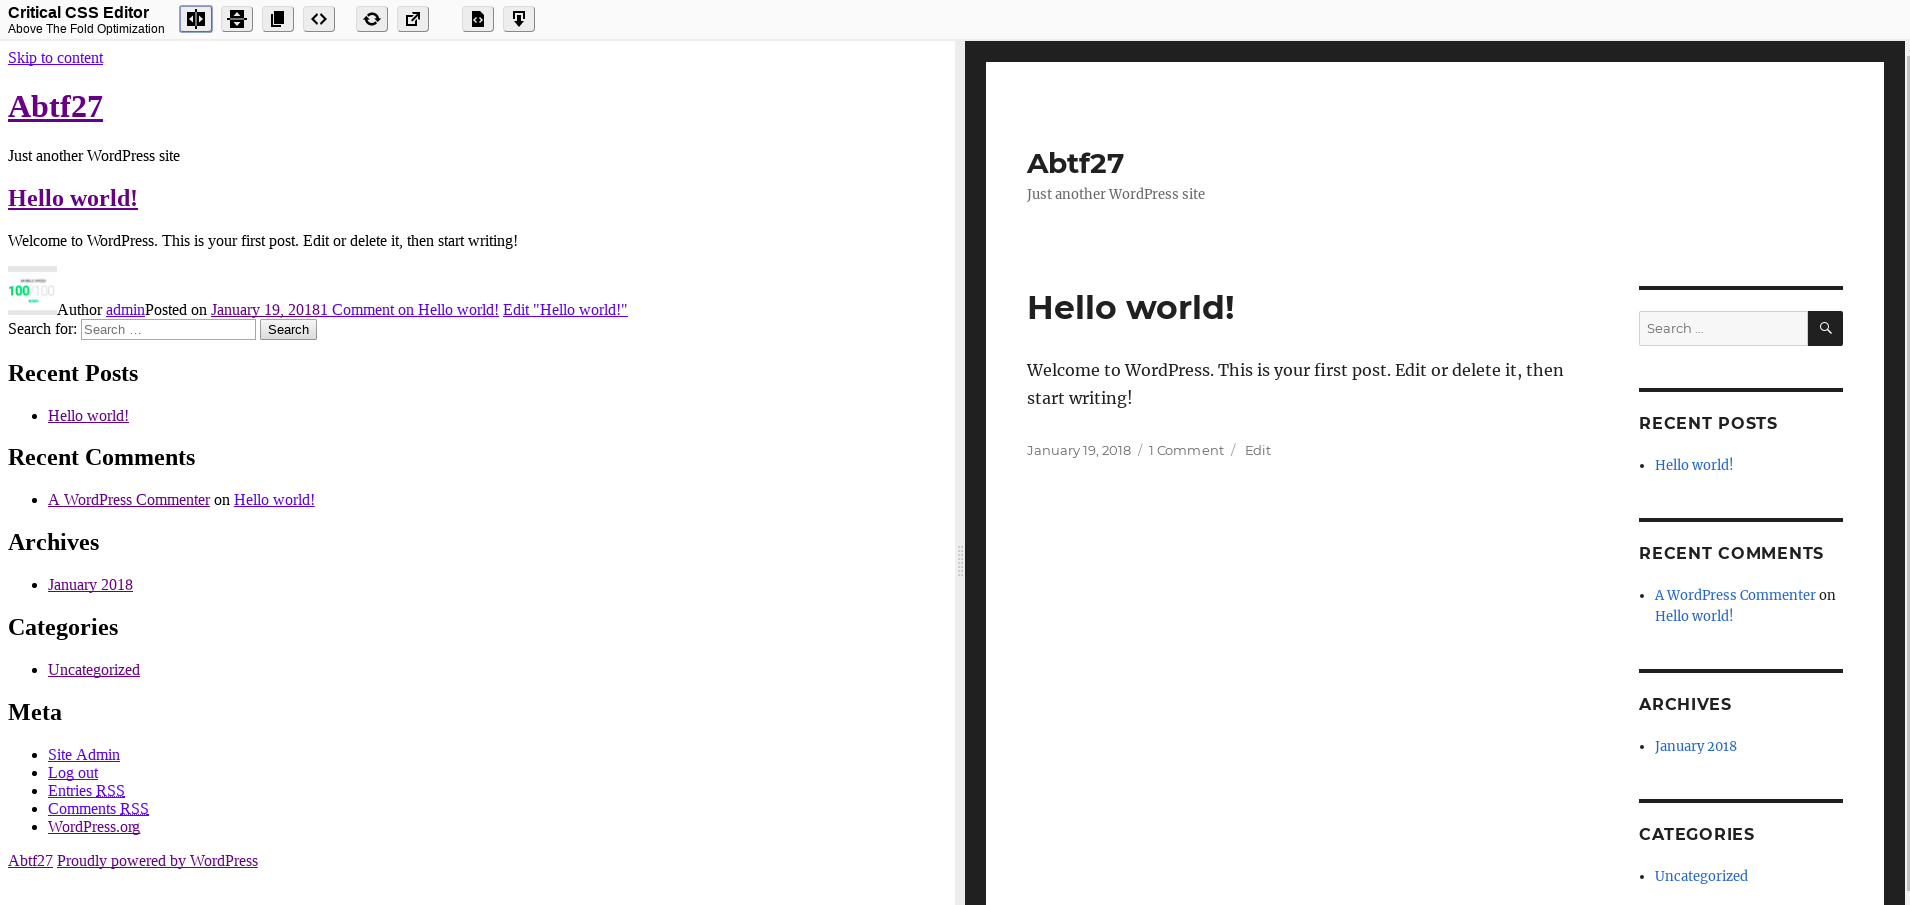 Critical CSS Editor
Above The Fold Optimization
Skip to content
Abtf27
Just another WordPress site
Hello world!
Welcome to WordPress. This is your first post. Edit or delete it, then start writing!
100/100
Author adminPosted on January 19, 20181 Comment on Hello world! Edit "Hello world!"
Search for: Search … Search
Recent Posts
Hello world!
Recent Comments
A WordPress Commenter on Hello world!
Archives
January 2018
Categories
Uncategorized
Meta
Site Admin
Log out
Entries RSS
Comments RSS
WordPress.org
Abtf27 Proudly powered by WordPress
Abtf27
Just another WordPress site
Hello world!
Welcome to WordPress. This is your first post. Edit or delete it, then
start writing!
January 19, 2018 / 1 Comment / Edit
Search …
RECENT POSTS
Hello world!
RECENT COMMENTS
A WordPress Commenter on
Hello world!
ARCHIVES
January 2018
CATEGORIES
Uncategorized